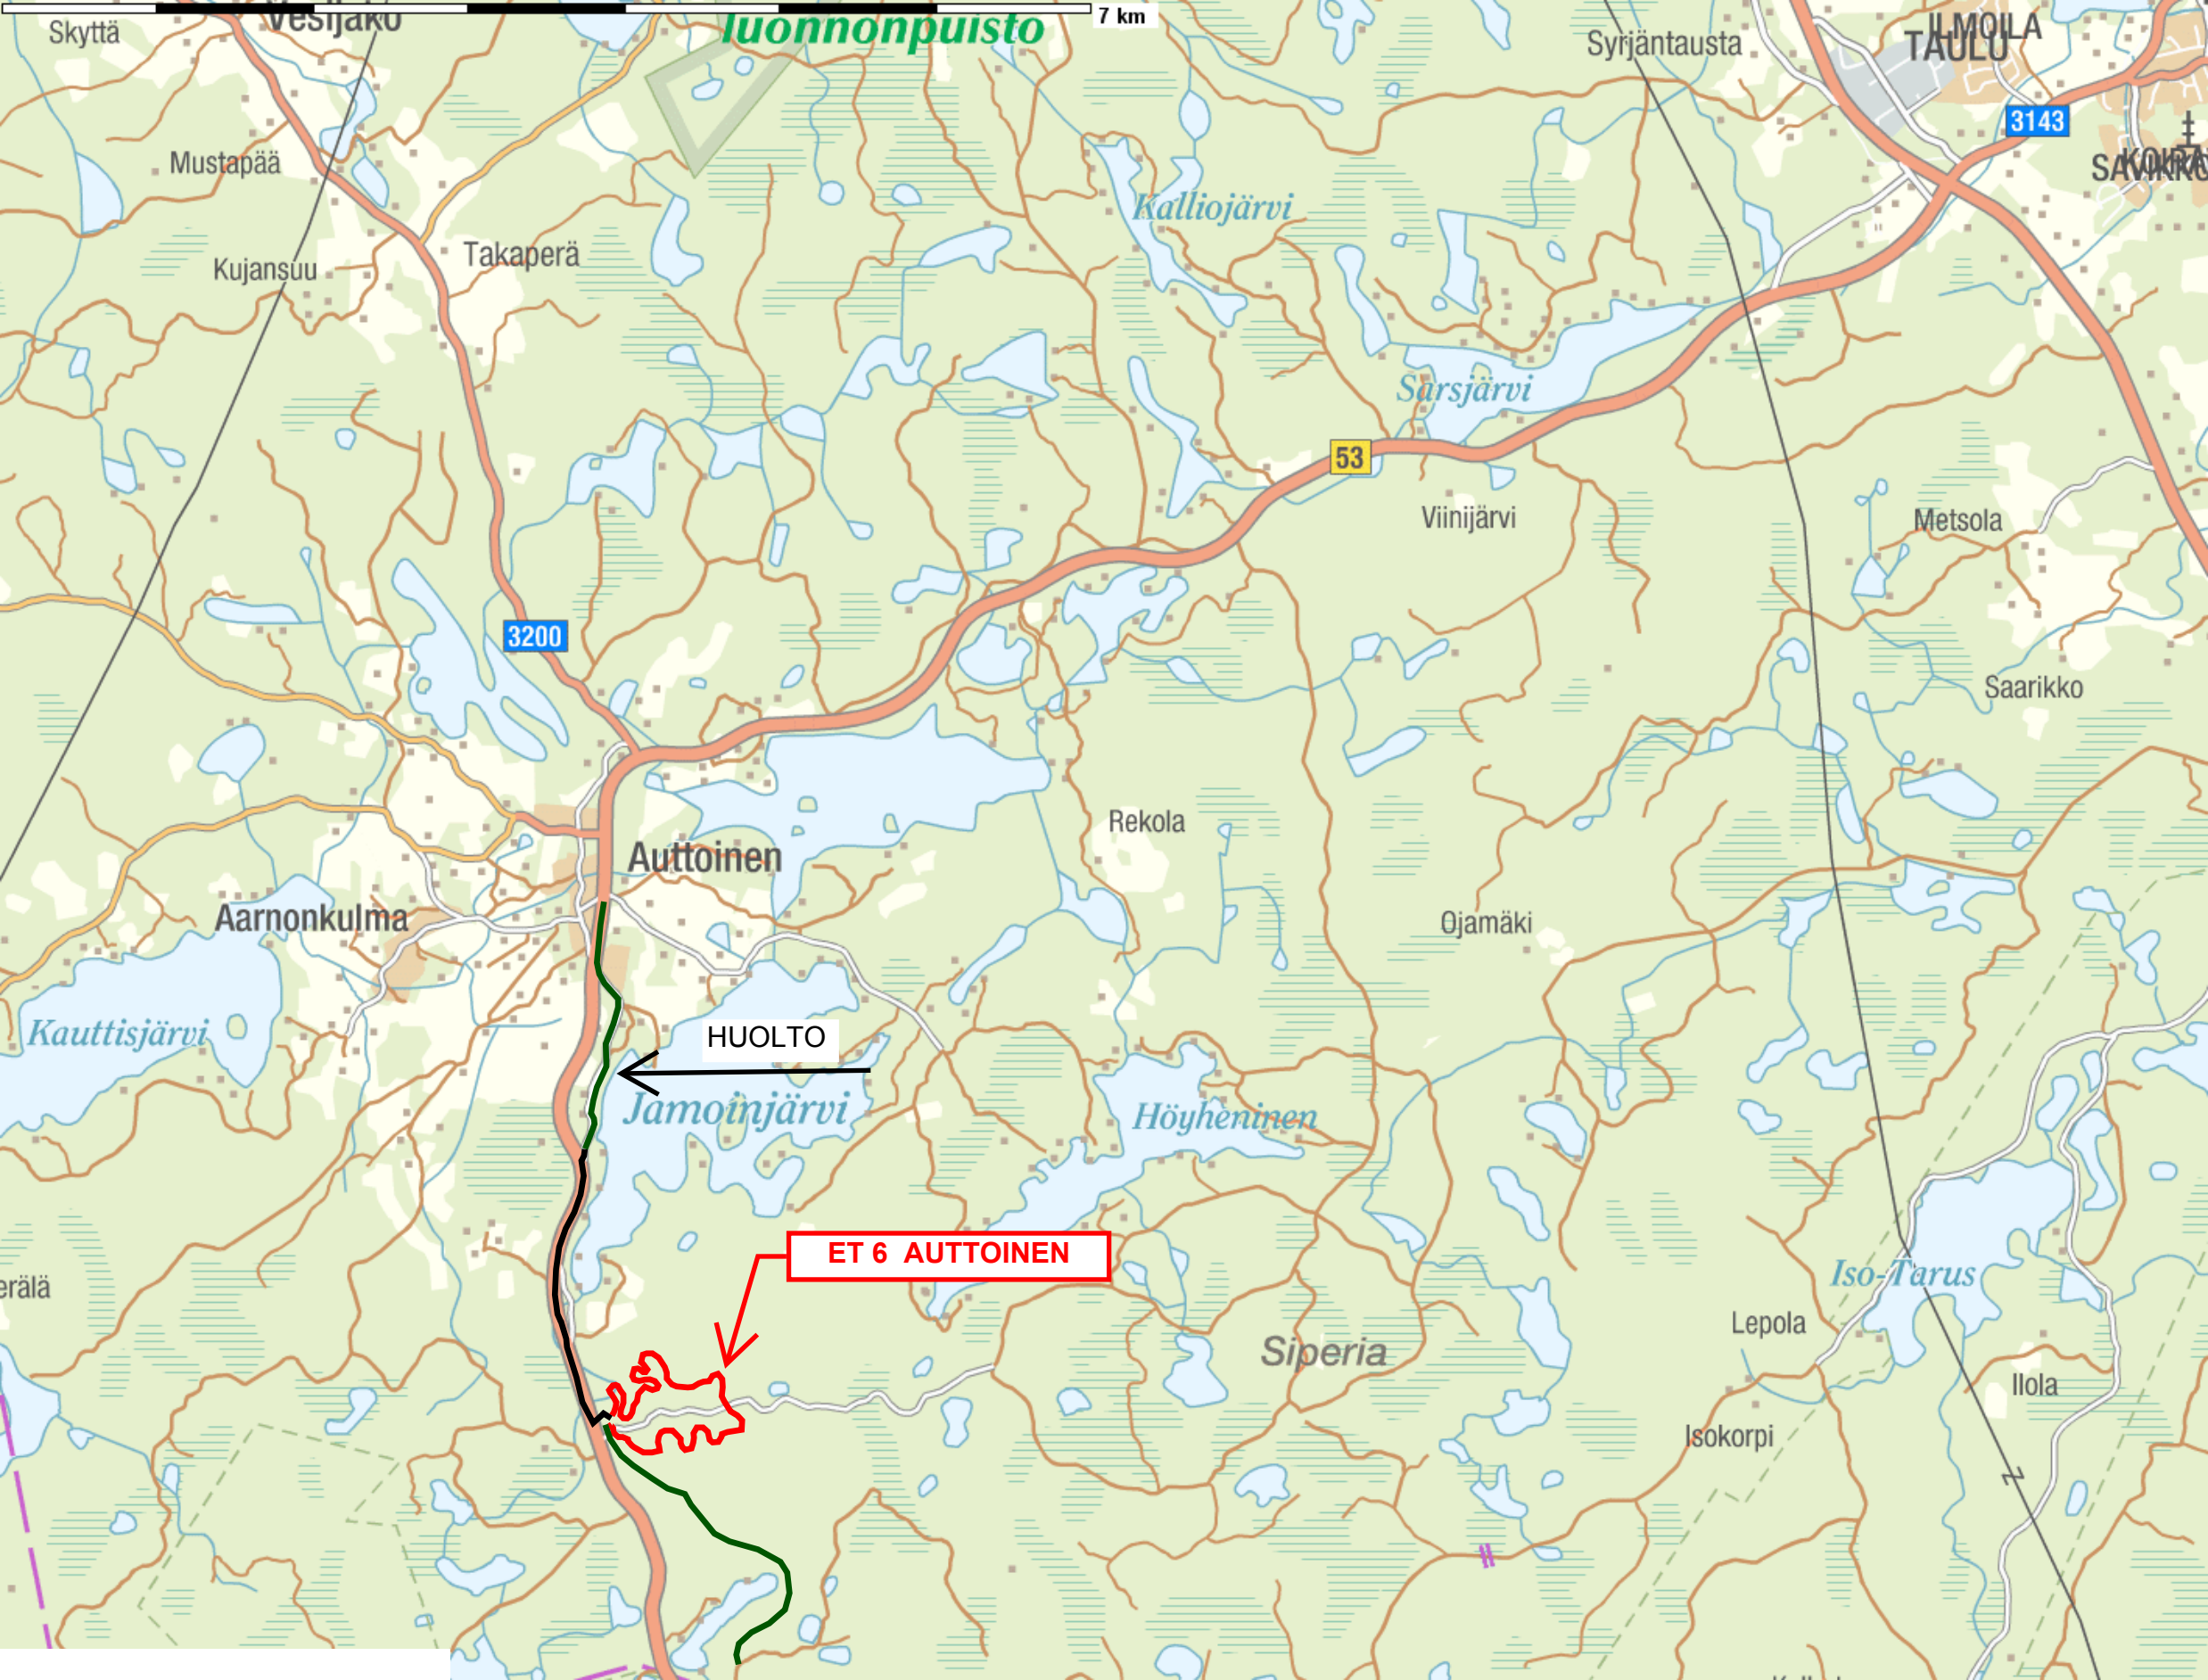 Skyttä
Vesijako
luonnonpuisto
7 km
Syrjäntausta
ILMOILA
TAULU
3143
Mustapää
Kalliojärvi
Kujansuu
Takaperä
Sarsjärvi
53
Viinijärvi
Metsola
3200
Saarikko
Rekola
Auttoinen
Aarnonkulma
Ojamäki
Kauttisjärvi
HUOLTO
Jamoinjärvi
Höyheninen
ET 6 AUTTOINEN
Iso-Tarus
erälä
Lepola
Siperia
Ilola
Isokorpi